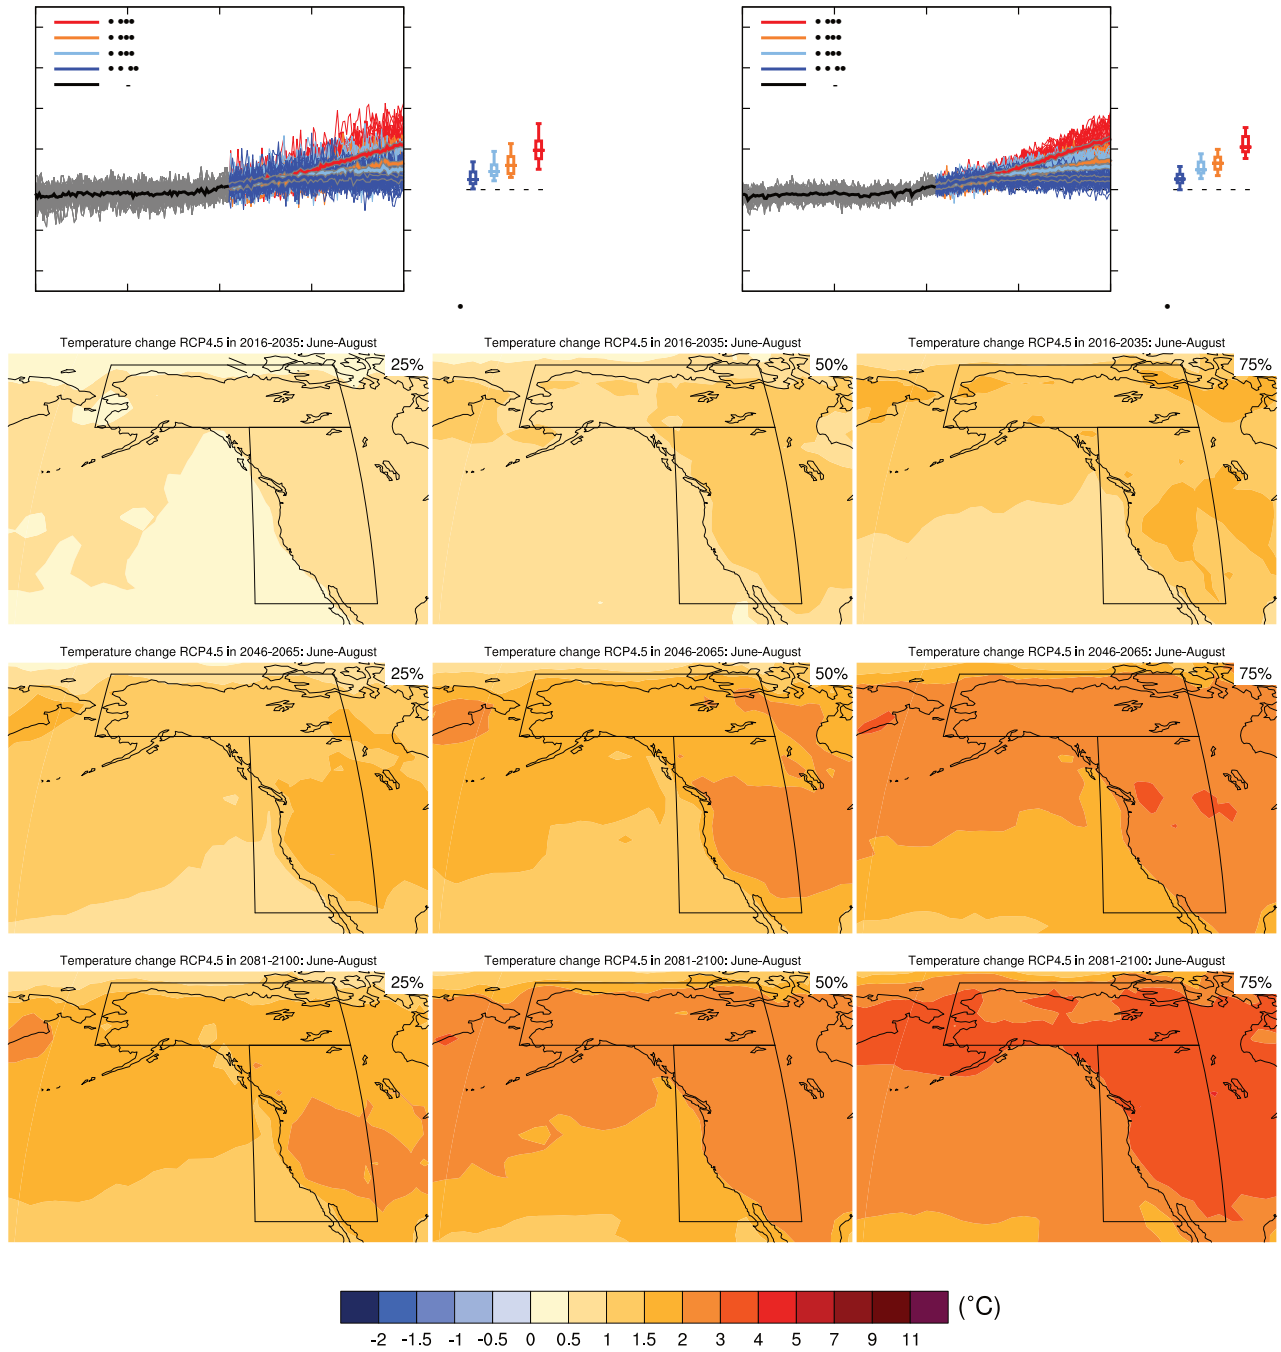 Temperature change RCP4.5 in 2016-2035: June-August
25%
Temperature change RCP4.5 in 2016-2035: June-August
50%
Temperature change RCP4.5 in 2016-2035: June-August
75%
Temperature change RCP4.5 in 2046-2065: June-August
25%
Temperature change RCP4.5 in 2046-2065: June-August
50%
Temperature change RCP4.5 in 2046-2065: June-August
75%
Temperature change RCP4.5 in 2081-2100: June-August
25%
Temperature change RCP4.5 in 2081-2100: June-August
50%
Temperature change RCP4.5 in 2081-2100: June-August
75%
(˚C)
-2 -1.5 -1 -0.5 0 0.5 1 1.5 2 3 4 5 7 9 11